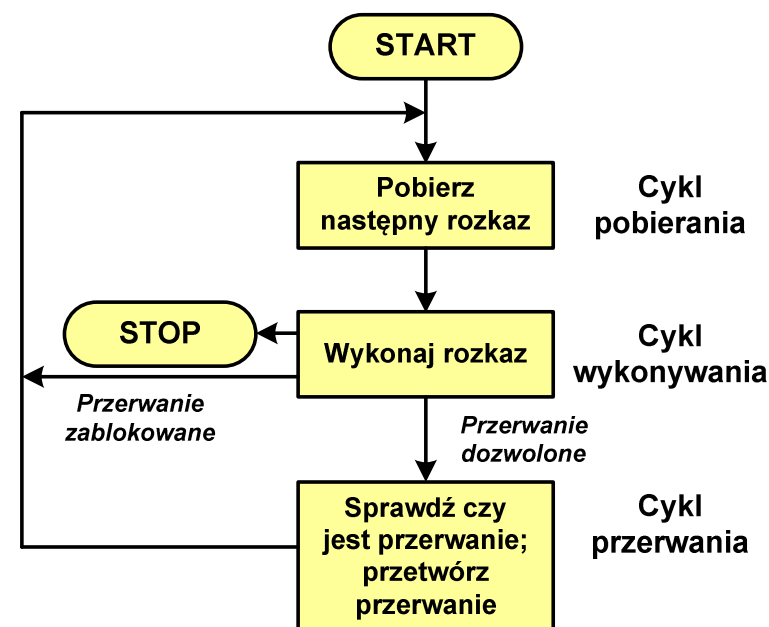 START
Pobierz
następny rozkaz
Cykl
pobierania
STOP
Wykonaj rozkaz
Cykl
wykonywania
Przerwanie
zablokowane
Przerwanie
dozwolone
Sprawdź czy
jest przerwanie;
przetwórz
przerwanie
Cykl
przerwania